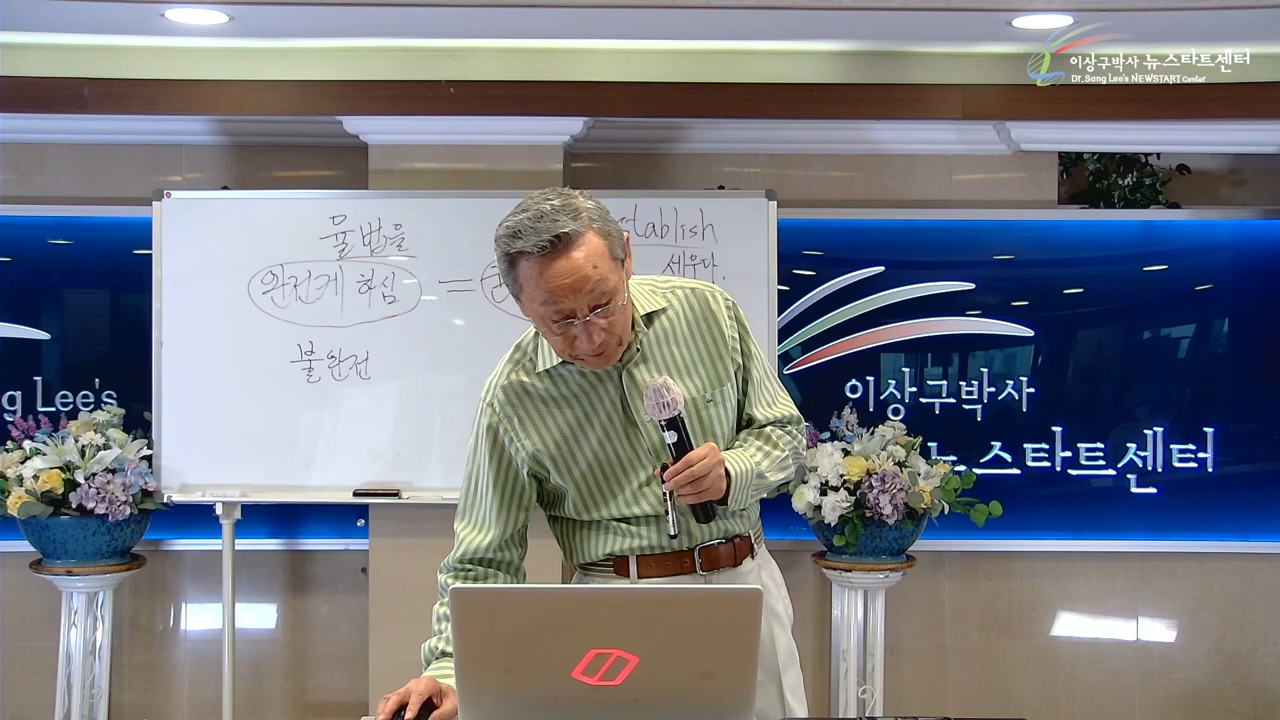 이상구박사 뉴스타트센터
Dr. Sang Lee's NEWSTART Center
율법을
완전케 하심 =
tablish
세우다.
불완전
g Lee's
이상구박사
뉴스타트센터